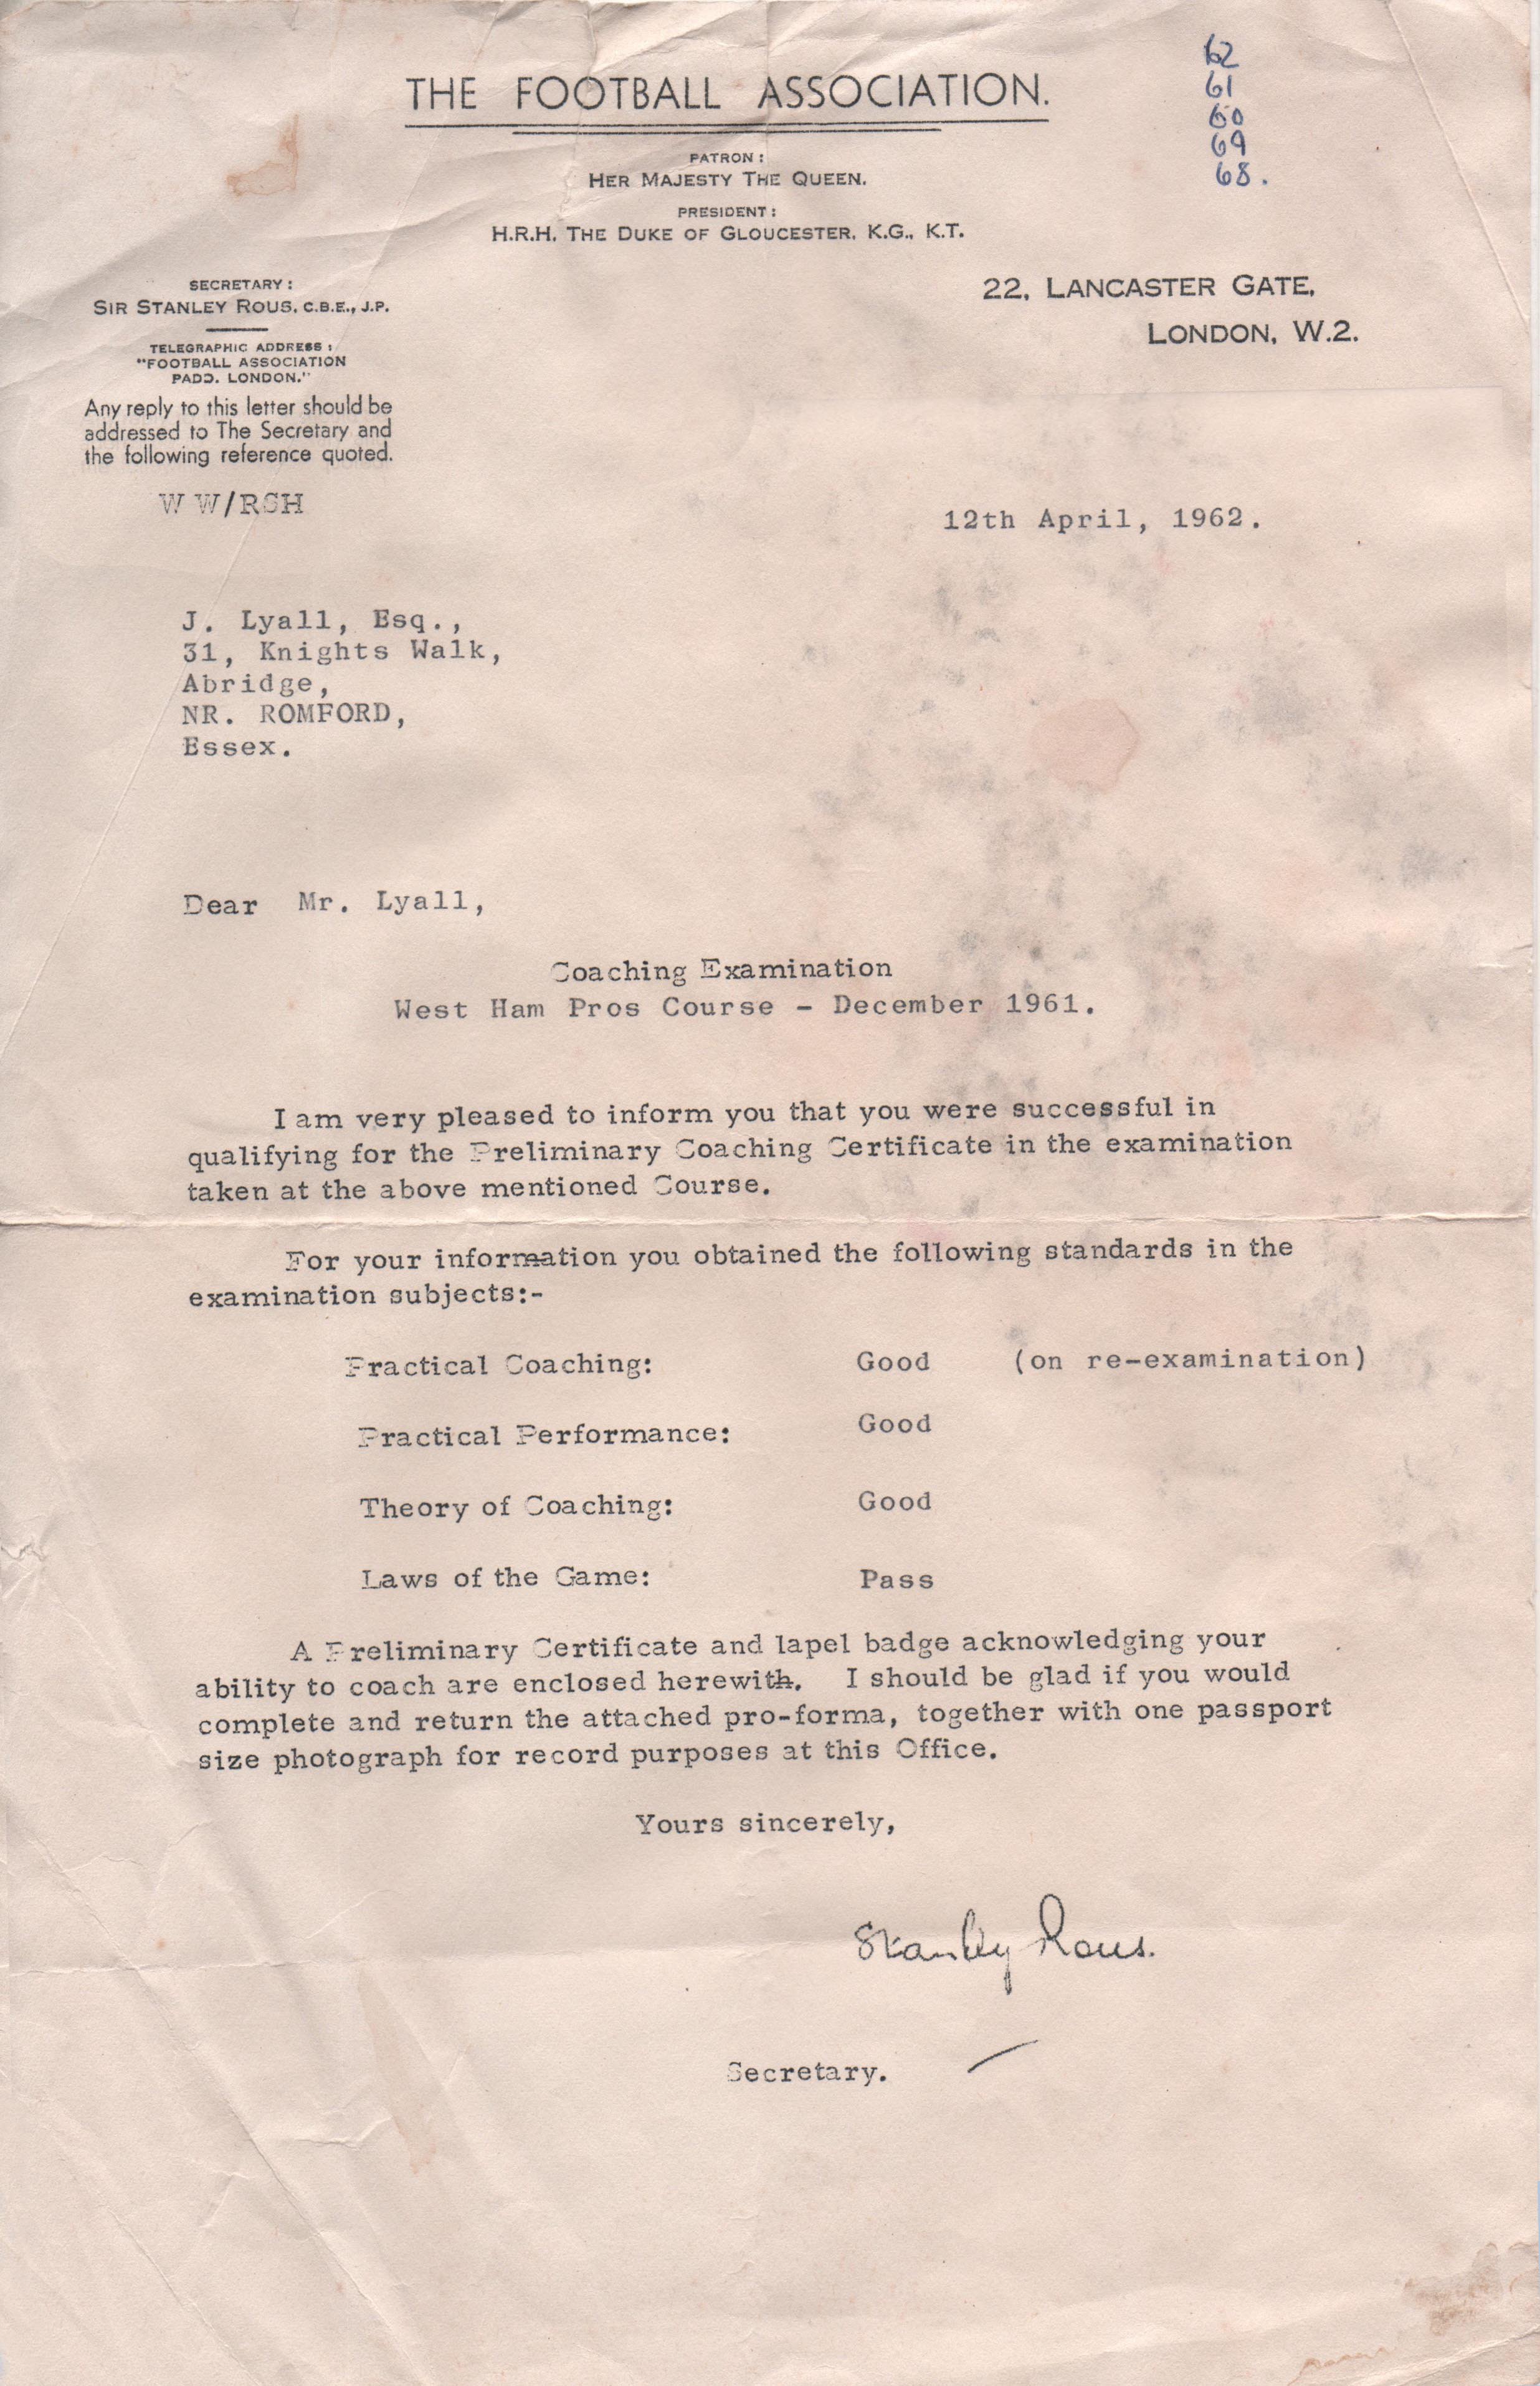 THE FOOTBALL ASSOCIATION.
62
61
60
69
68.
PATRON:
HER MAJESTY THE QUEEN.
PRESIDENT:
H.R.H. THE DUKE OF GLOUCESTER, K.G., K.T.
SECRETARY:
SIR STANLEY ROUS, C.B.E., J.P.
TELEGRAPHIC ADDRESS:
"FOOTBALL ASSOCIATION
PADD. LONDON."
Any reply to this letter should be
addressed to The Secretary and
the following reference quoted.
22, LANCASTER GATE,
LONDON, W.2.
WW/RSH
12th April, 1962.
J. Lyall, Esq.,
31, Knights Walk,
Abridge,
NR. ROMFORD,
Essex.
Dear Mr. Lyall,
Coaching Examination
West Ham Pros Course - December 1961.
I am very pleased to inform you that you were successful in
qualifying for the Preliminary Coaching Certificate in the examination
taken at the above mentioned Course.
For your information you obtained the following standards in the
examination subjects:-
Practical Coaching: Good (on re-examination)
Practical Performance: Good
Theory of Coaching: Good
Laws of the Game: Pass
A Preliminary Certificate and lapel badge acknowledging your
ability to coach are enclosed herewith. I should be glad if you would
complete and return the attached pro-forma, together with one passport
size photograph for record purposes at this Office.
Yours sincerely,
Stanley Rous.
Secretary.